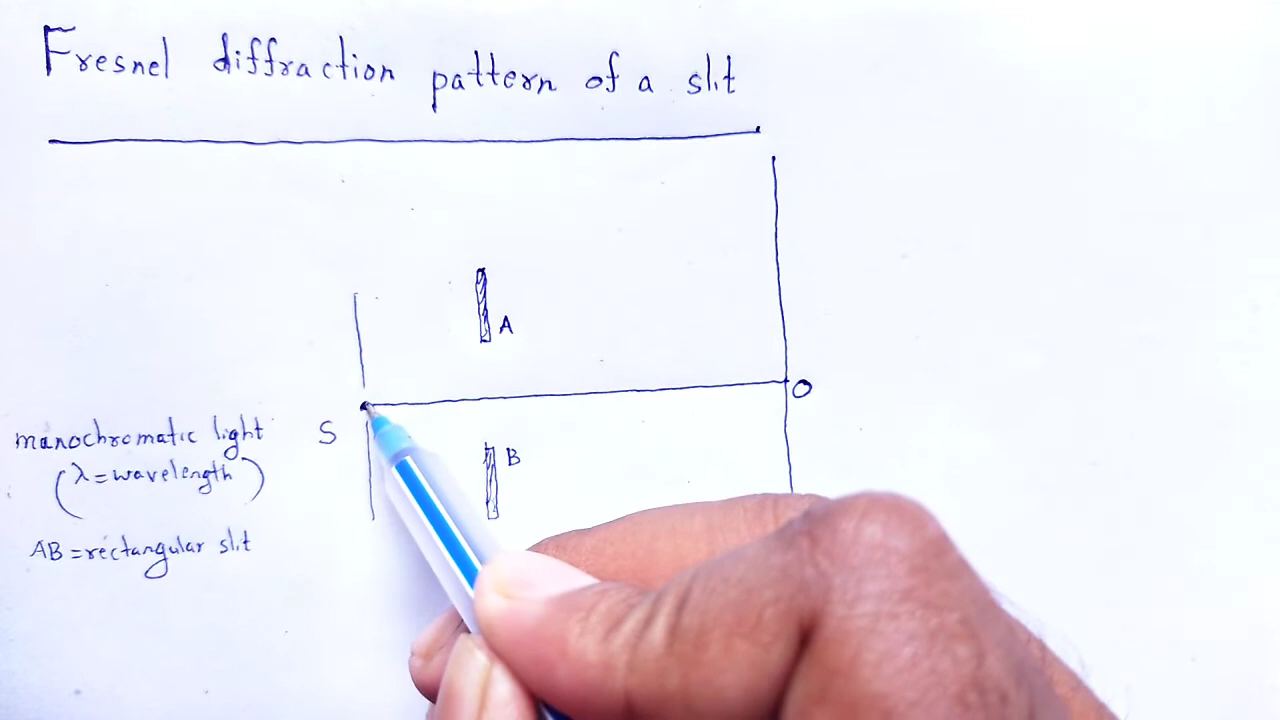 Fresnel diffraction pattern of a slit
A
O
manochromatic light
S
(λ=wavelength)
B
AB=rectangular slit